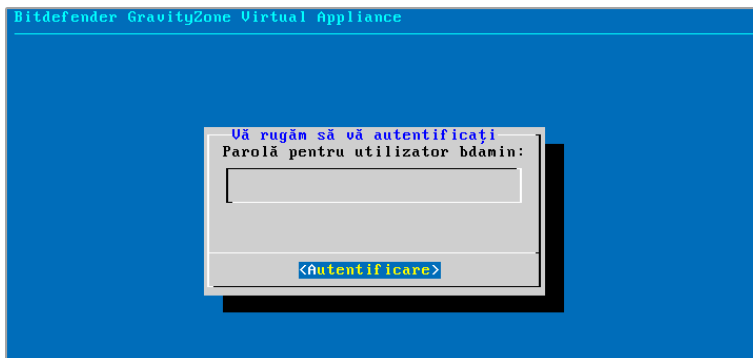 Bitdefender GravityZone Virtual Appliance
Vă rugăm să vă autentificați
Parolă pentru utilizator bdamin:
<Autentificare>